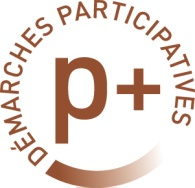 DÉMARCHES PARTICIPATIVES
p+